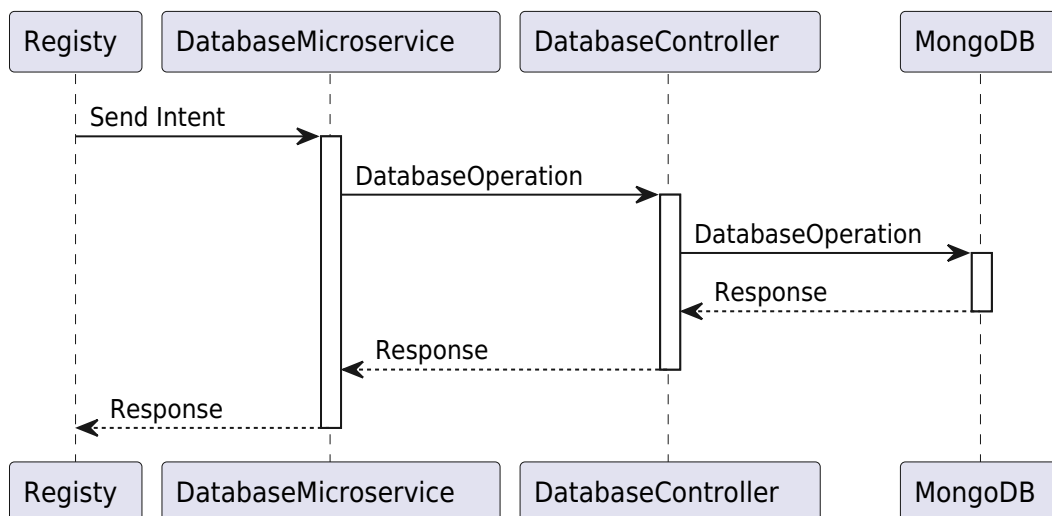 Registy DatabaseMicroservice DatabaseController MongoDB
Send Intent
DatabaseOperation
DatabaseOperation
Response
Response
Response
Registy DatabaseMicroservice DatabaseController MongoDB